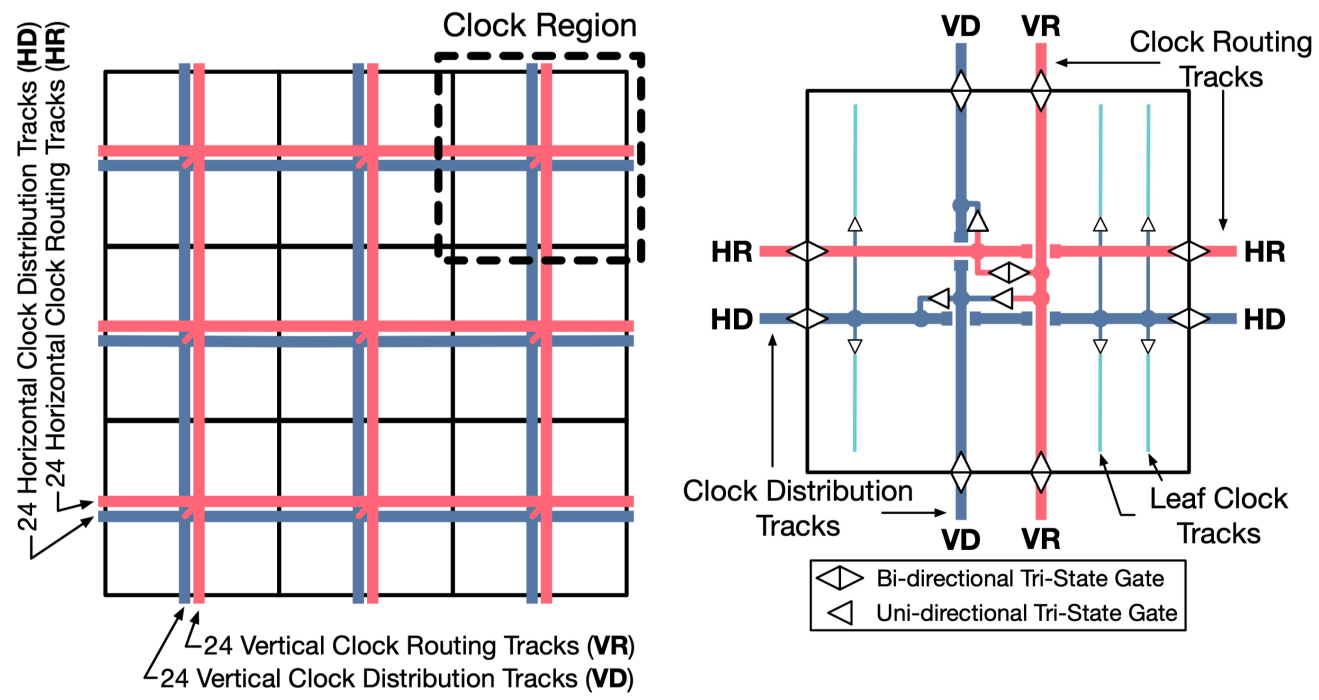 Clock Region
24 Horizontal Clock Distribution Tracks (HD)
24 Horizontal Clock Routing Tracks (HR)
24 Vertical Clock Routing Tracks (VR)
24 Vertical Clock Distribution Tracks (VD)
VD VR
Clock Routing
Tracks
HR HR
HD HD
Clock Distribution
Tracks
Leaf Clock
Tracks
VD VR
Bi-directional Tri-State Gate
Uni-directional Tri-State Gate